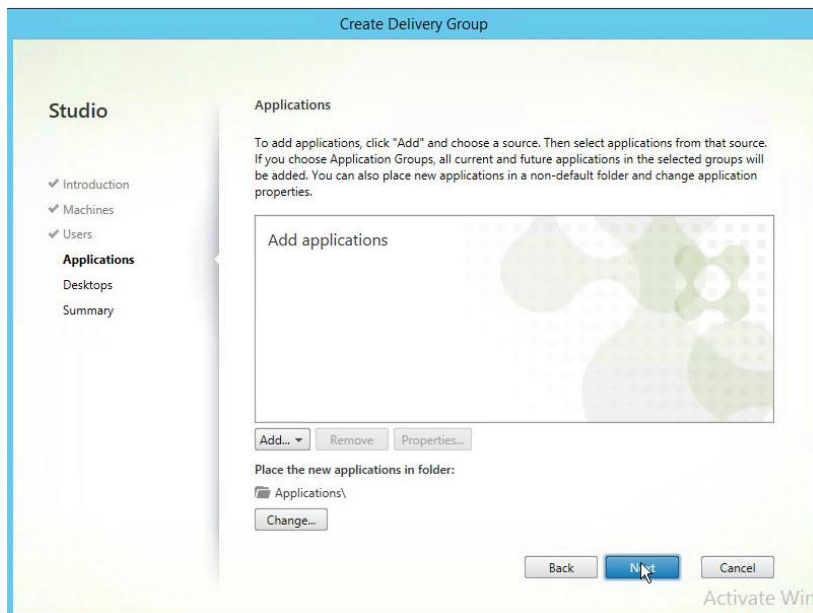 Create Delivery Group
Studio
Introduction
Machines
Users
Applications
Desktops
Summary
Applications
To add applications, click "Add" and choose a source. Then select applications from that source.
If you choose Application Groups, all current and future applications in the selected groups will
be added. You can also place new applications in a non-default folder and change application
properties.
Add applications
Add...
Remove
Properties...
Place the new applications in folder:
Applications\
Change...
Back
Next
Cancel
Activate Win